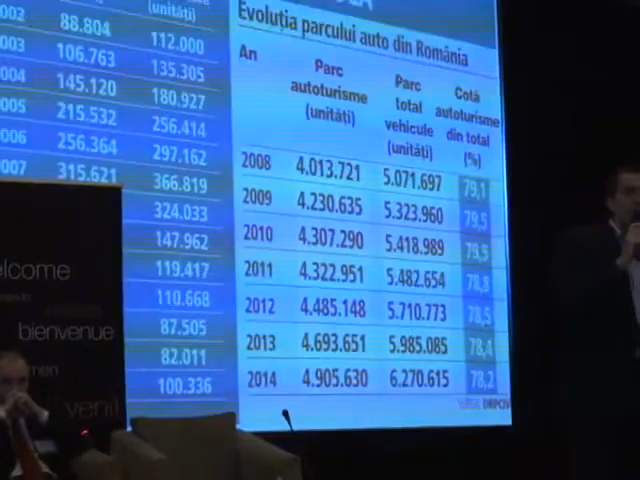 (unități)
002 88.804 112.000
003 106.763 135.305
004 145.120 180.927
005 215.532 256.414
006 256.364 297.162
007 315.621 366.819
324.033
147.962
119.417
110.668
87.505
82.011
100.336
Evoluția parcului auto din România
An Parc autoturisme (unități) Parc total vehicule (unități) Cotă autoturisme din total (%)
2008 4.013.721 5.071.697 79,1
2009 4.230.635 5.323.960 79,5
2010 4.307.290 5.418.989 79,5
2011 4.322.951 5.482.654 78,8
2012 4.485.148 5.710.773 78,5
2013 4.693.651 5.985.085 78,4
2014 4.905.630 6.270.615 78,2
elcome
bienvenue
venit